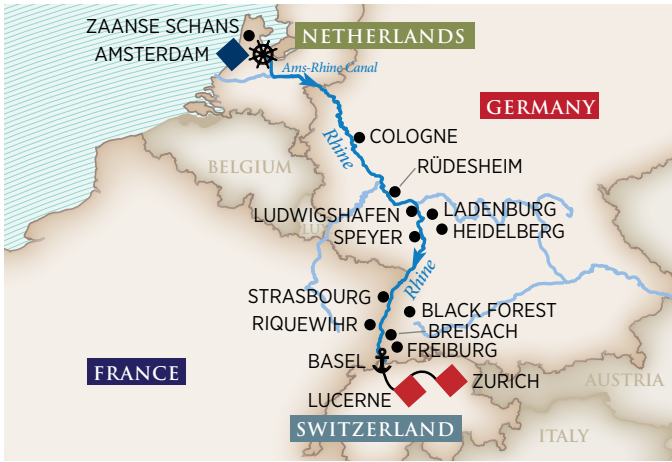 ZAANSE SCHANS
NETHERLANDS
AMSTERDAM
Ams-Rhine Canal
GERMANY
Rhine
COLOGNE
BELGIUM
RÜDESHEIM
LUDWIGSHAFEN
LADENBURG
LUX
SPEYER
HEIDELBERG
Rhine
STRASBOURG
BLACK FOREST
RIQUEWIHR
BREISACH
FREIBURG
BASEL
FRANCE
ZURICH
AUSTRIA
LUCERNE
SWITZERLAND
ITALY